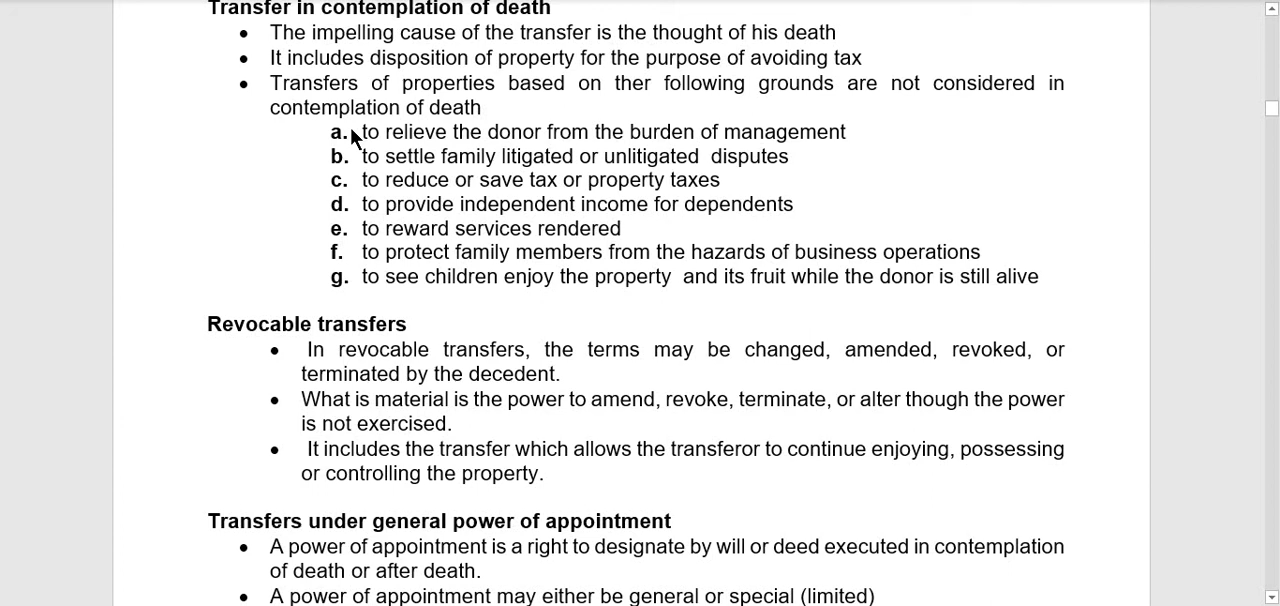 Transfer in contemplation of death
• The impelling cause of the transfer is the thought of his death
• It includes disposition of property for the purpose of avoiding tax
• Transfers of properties based on ther following grounds are not considered in
contemplation of death
a. to relieve the donor from the burden of management
b. to settle family litigated or unlitigated disputes
c. to reduce or save tax or property taxes
d. to provide independent income for dependents
e. to reward services rendered
f. to protect family members from the hazards of business operations
g. to see children enjoy the property and its fruit while the donor is still alive
Revocable transfers
• In revocable transfers, the terms may be changed, amended, revoked, or
terminated by the decedent.
• What is material is the power to amend, revoke, terminate, or alter though the power
is not exercised.
• It includes the transfer which allows the transferor to continue enjoying, possessing
or controlling the property.
Transfers under general power of appointment
• A power of appointment is a right to designate by will or deed executed in contemplation
of death or after death.
• A power of appointment may either be general or special (limited)